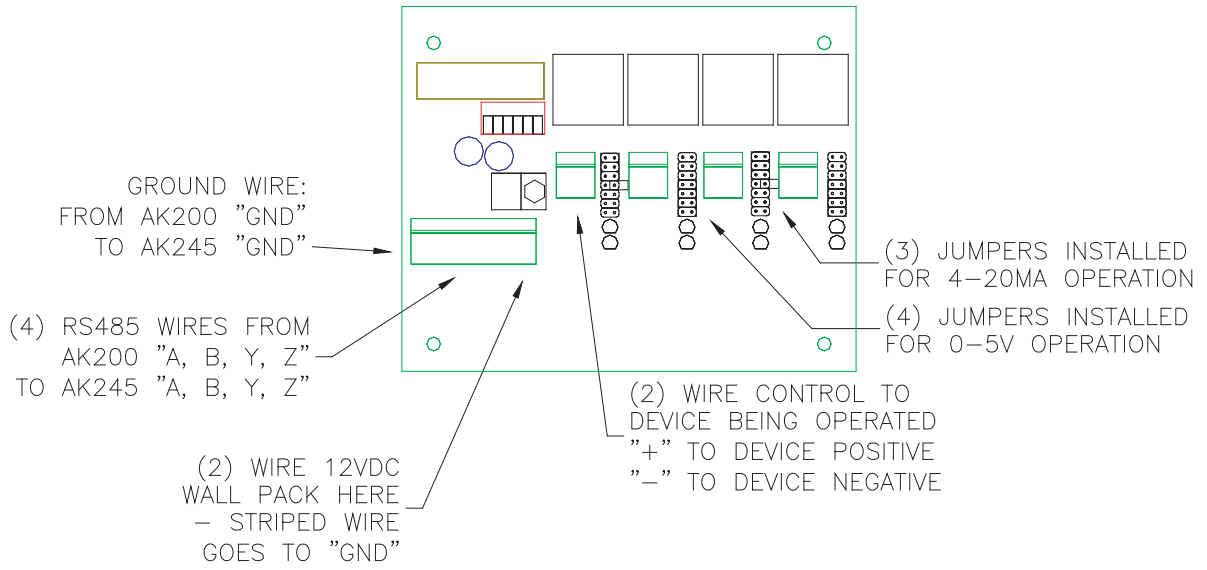 GROUND WIRE:
FROM AK200 "GND"
TO AK245 "GND"
(4) RS485 WIRES FROM
AK200 "A, B, Y, Z"
TO AK245 "A, B, Y, Z"
(2) WIRE 12VDC
WALL PACK HERE
– STRIPED WIRE
GOES TO "GND"
(2) WIRE CONTROL TO
DEVICE BEING OPERATED
"+" TO DEVICE POSITIVE
"–" TO DEVICE NEGATIVE
(3) JUMPERS INSTALLED
FOR 4–20MA OPERATION
(4) JUMPERS INSTALLED
FOR 0–5V OPERATION